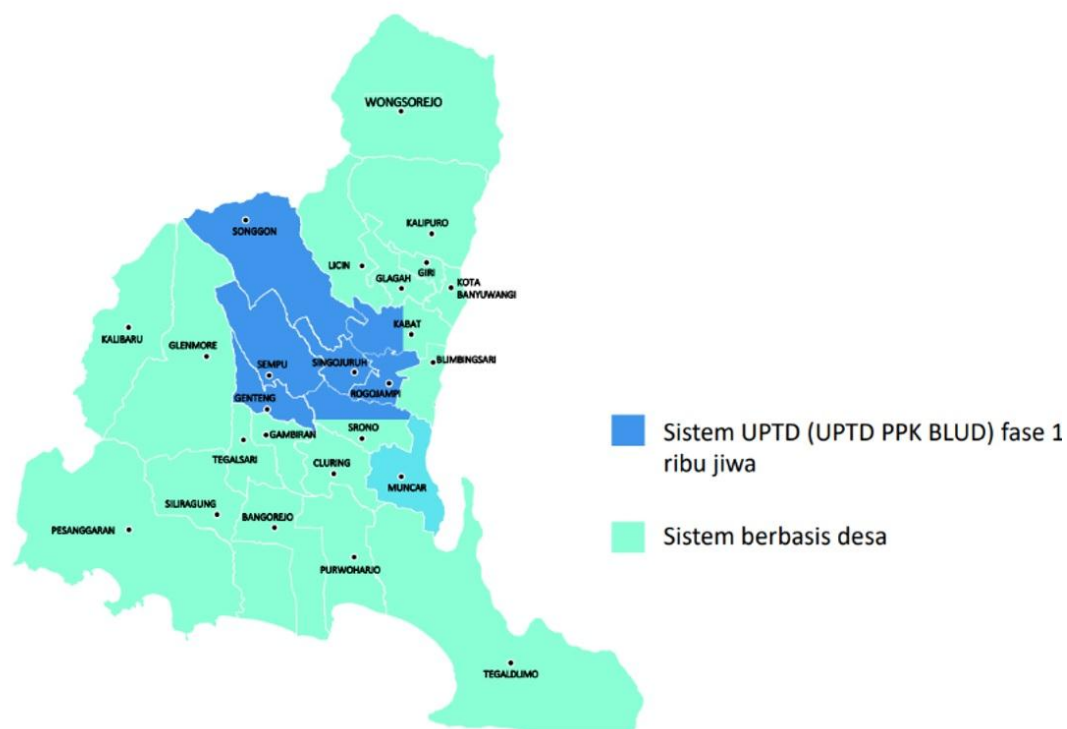 WONGSOREJO
SONGGON
KALIPURO
LICIN
GLAGAH
GIRI
KOTA
BANYUWANGI
KALIBARU
GLENMORE
KABAT
BLIMBINGSARI
SEMPU
SINGOJURUH
ROGOJAMPI
GENTENG
GAMBIRAN
SRONO
TEGALSARI
CLURING
MUNCAR
SILIRAGUNG
BANGOREJO
PESANGGARAN
PURWOHARJO
TEGALDLIMO
Sistem UPTD (UPTD PPK BLUD) fase 1
ribu jiwa
Sistem berbasis desa